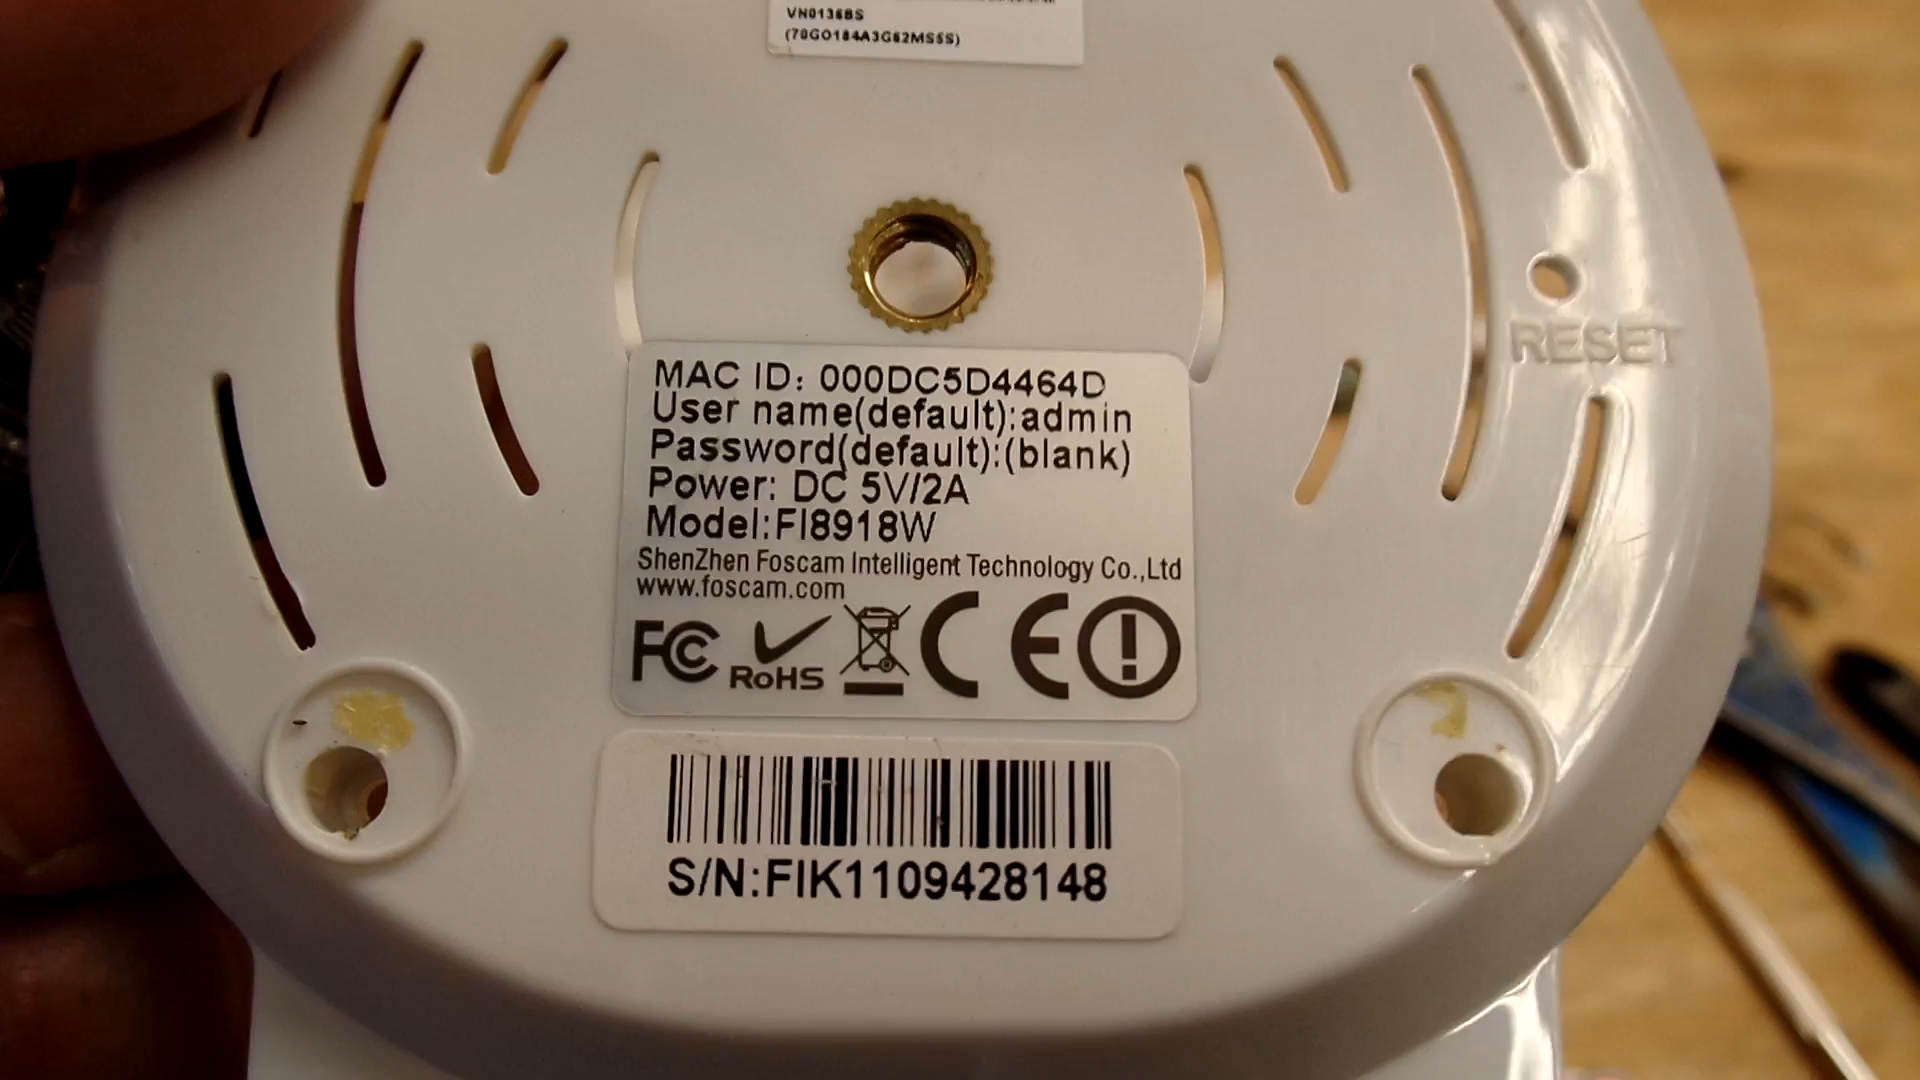 VN0136BS
(70GO184A3G62MS5S)
RESET
MAC ID: 000DC5D4464D
User name(default):admin
Password(default):(blank)
Power: DC 5V/2A
Model:FI8918W
ShenZhen Foscam Intelligent Technology Co.,Ltd
www.foscam.com
FC RoHS CE
S/N:FIK1109428148